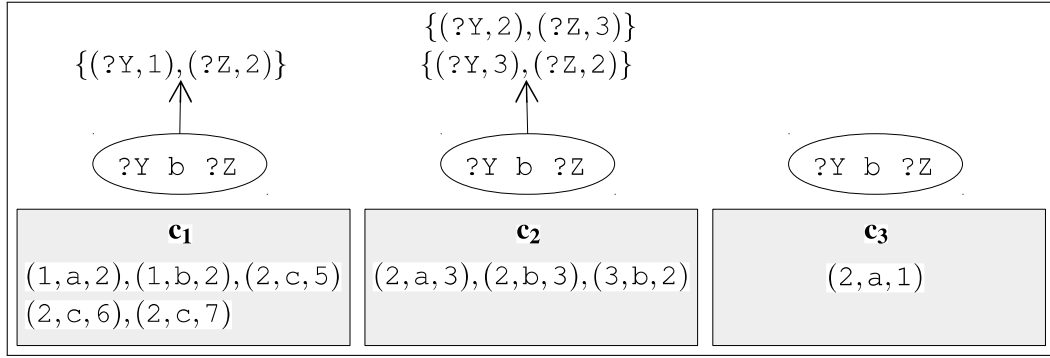 {(?Y,2),(?Z,3)}
{(?Y,1),(?Z,2)} {(?Y,3),(?Z,2)}
?Y b ?Z ?Y b ?Z ?Y b ?Z
c1 c2 c3
(1,a,2),(1,b,2),(2,c,5) (2,a,3),(2,b,3),(3,b,2) (2,a,1)
(2,c,6),(2,c,7)